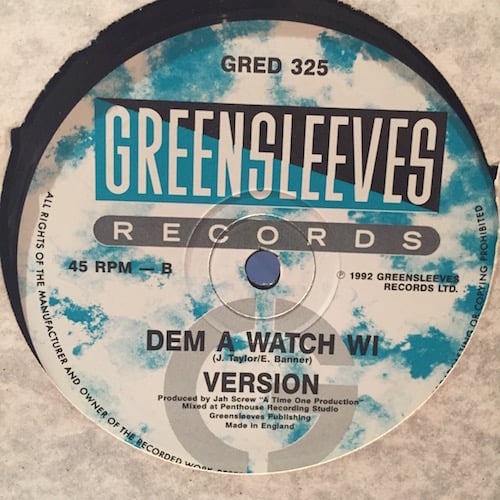 GRED 325
GREENSLEEVES
RECORDS
45 RPM — B
℗ 1992 GREENSLEEVES
RECORDS LTD.
DEM A WATCH WI
(J. Taylor/E. Banner)
VERSION
Produced by Jah Screw "A Time One Production"
Mixed at Penthouse Recording Studio
Greensleeves Publishing
Made in England
ALL RIGHTS OF THE MANUFACTURER AND OWNER OF THE RECORDED WORK
OR COPYING PROHIBITED